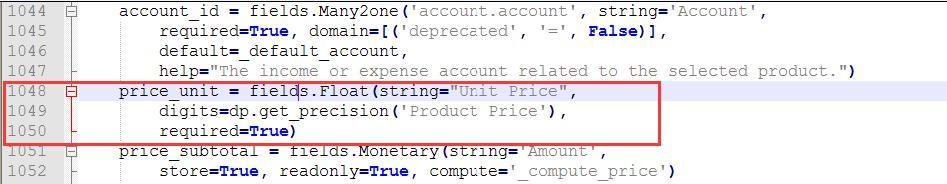 1044 account_id = fields.Many2one('account.account', string='Account',
1045 required=True, domain=[('deprecated', '=', False)],
1046 default=_default_account,
1047 help="The income or expense account related to the selected product.")
1048 price_unit = fields.Float(string="Unit Price",
1049 digits=dp.get_precision('Product Price'),
1050 required=True)
1051 price_subtotal = fields.Monetary(string='Amount',
1052 store=True, readonly=True, compute='_compute_price')